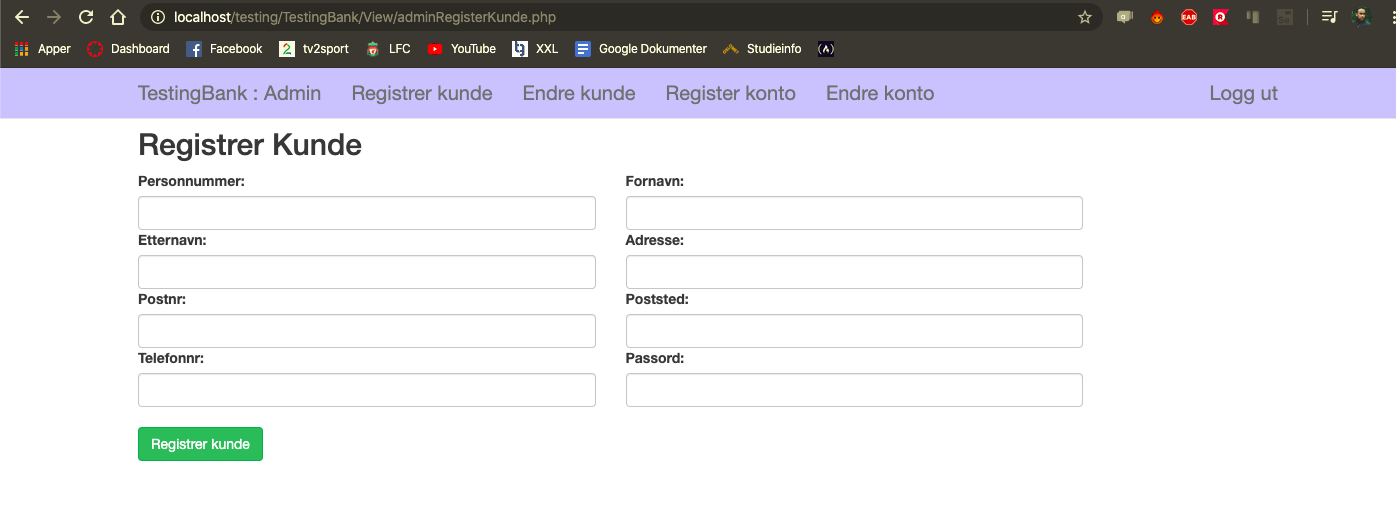 localhost/testing/TestingBank/View/adminRegisterKunde.php
Apper Dashboard Facebook tv2sport LFC YouTube XXL Google Dokumenter Studieinfo
TestingBank : Admin Registrer kunde Endre kunde Register konto Endre konto Logg ut
Registrer Kunde
Personnummer: Fornavn:
Etternavn: Adresse:
Postnr: Poststed:
Telefonnr: Passord:
Registrer kunde